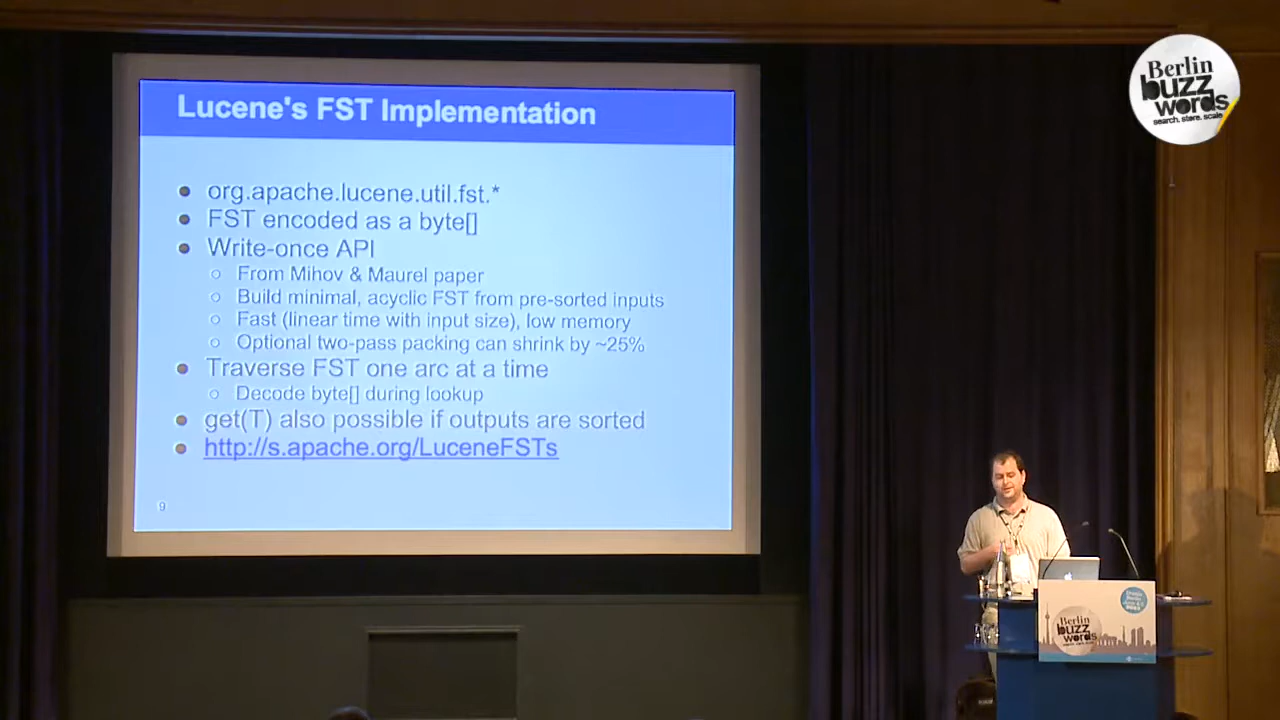 Lucene's FST Implementation
org.apache.lucene.util.fst.*
FST encoded as a byte[]
Write-once API
From Mihov & Maurel paper
Build minimal, acyclic FST from pre-sorted inputs
Fast (linear time with input size), low memory
Optional two-pass packing can shrink by ~25%
Traverse FST one arc at a time
Decode byte[] during lookup
get(T) also possible if outputs are sorted
http://s.apache.org/LuceneFSTs
9
Berlin
buzz
words
search. store. scale
Berlin
buzz
words